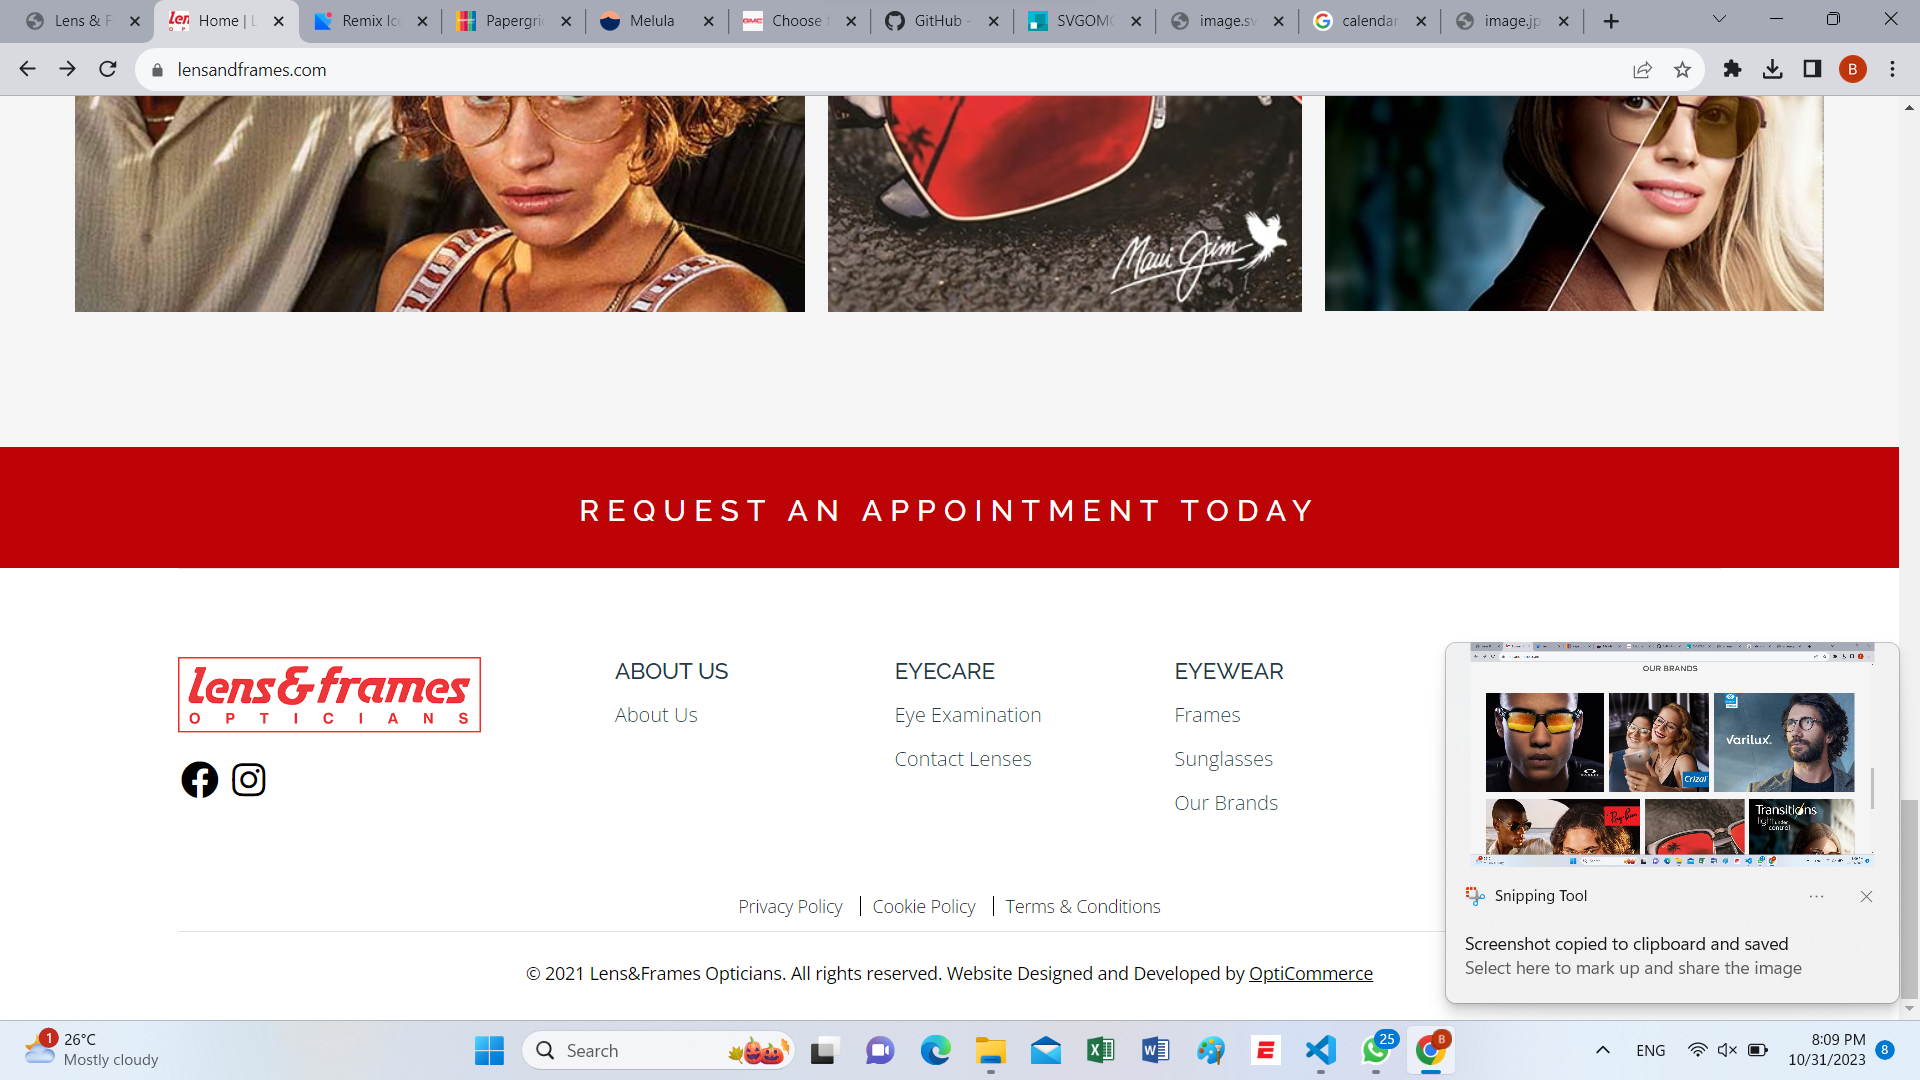 Lens & F
Home | L
Remix Ico
Papergri
Melula
Choose
GitHub -
SVGOMG
image.sv
calendar
image.jp
lensandframes.com
B
Maui Jim
REQUEST AN APPOINTMENT TODAY
lens&frames
OPTICIANS
ABOUT US
About Us
EYECARE
Eye Examination
Contact Lenses
EYEWEAR
Frames
Sunglasses
Our Brands
OUR BRANDS
varilux.
Crizal
Ray-Ban
Transitions
light under
control
Snipping Tool
Screenshot copied to clipboard and saved
Select here to mark up and share the image
Privacy Policy
Cookie Policy
Terms & Conditions
© 2021 Lens&Frames Opticians. All rights reserved. Website Designed and Developed by OptiCommerce
1
26°C
Mostly cloudy
Search
25
B
ENG
8:09 PM
10/31/2023
8